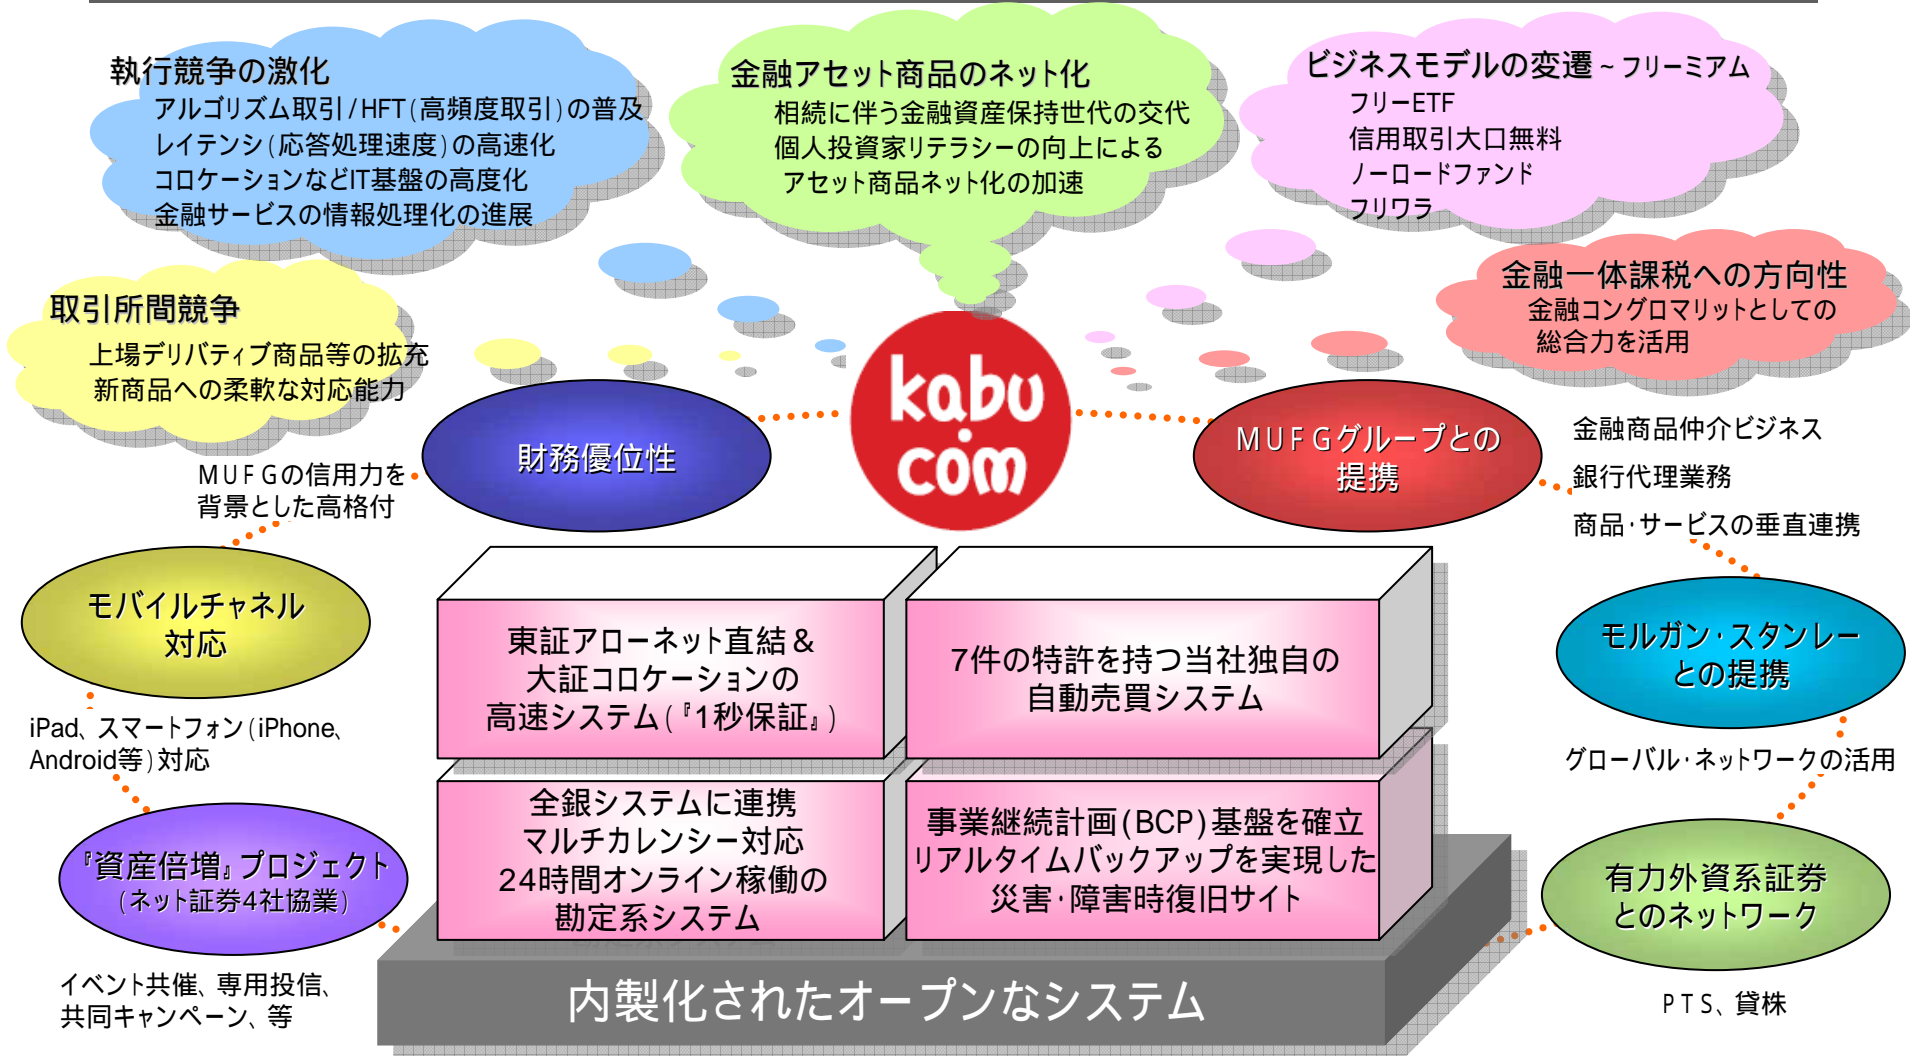 執行競争の激化
アルゴリズム取引/HFT(高頻度取引)の普及
レイテンシ(応答処理速度)の高速化
コロケーションなどIT基盤の高度化
金融サービスの情報処理化の進展
金融アセット商品のネット化
相続に伴う金融資産保持世代の交代
個人投資家リテラシーの向上による
アセット商品ネット化の加速
ビジネスモデルの変遷~フリーミアム
フリーETF
信用取引大口無料
ノーロードファンド
フリワラ
取引所間競争
上場デリバティブ商品等の拡充
新商品への柔軟な対応能力
金融一体課税への方向性
金融コングロマリットとしての
総合力を活用
kabu
.
com
財務優位性
MUFGの信用力を
背景とした高格付
MUFGグループとの
提携
金融商品仲介ビジネス
銀行代理業務
商品・サービスの垂直連携
モバイルチャネル
対応
iPad、スマートフォン(iPhone、
Android等)対応
モルガン・スタンレー
との提携
グローバル・ネットワークの活用
『資産倍増』プロジェクト
(ネット証券4社協業)
イベント共催、専用投信、
共同キャンペーン、等
有力外資系証券
とのネットワーク
PTS、貸株
東証アローネット直結&
大証コロケーションの
高速システム(『1秒保証』)
7件の特許を持つ当社独自の
自動売買システム
全銀システムに連携
マルチカレンシー対応
24時間オンライン稼働の
勘定系システム
事業継続計画(BCP)基盤を確立
リアルタイムバックアップを実現した
災害・障害時復旧サイト
内製化されたオープンなシステム